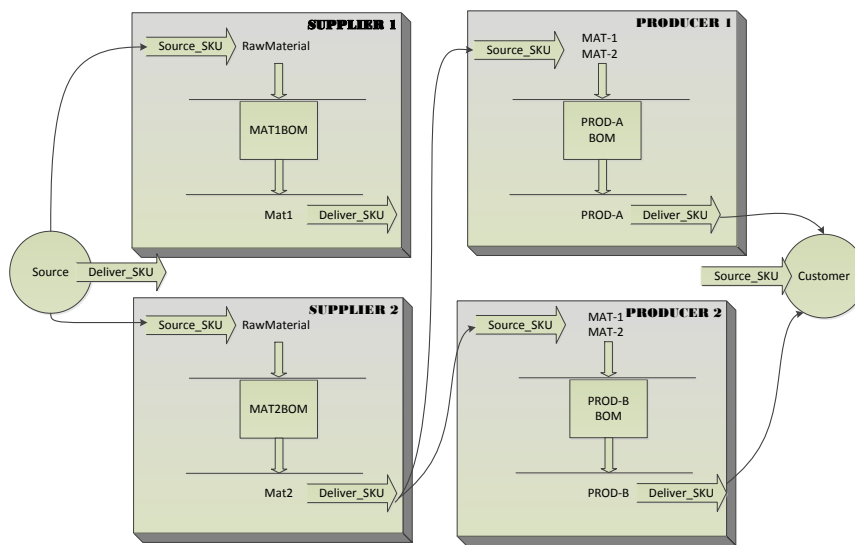 SUPPLIER 1
Source_SKU
RawMaterial
MAT1BOM
Mat1
Deliver_SKU
PRODUCER 1
Source_SKU
MAT-1
MAT-2
PROD-A
BOM
PROD-A
Deliver_SKU
Source
Deliver_SKU
Source_SKU
Customer
SUPPLIER 2
Source_SKU
RawMaterial
MAT2BOM
Mat2
Deliver_SKU
PRODUCER 2
Source_SKU
MAT-1
MAT-2
PROD-B
BOM
PROD-B
Deliver_SKU